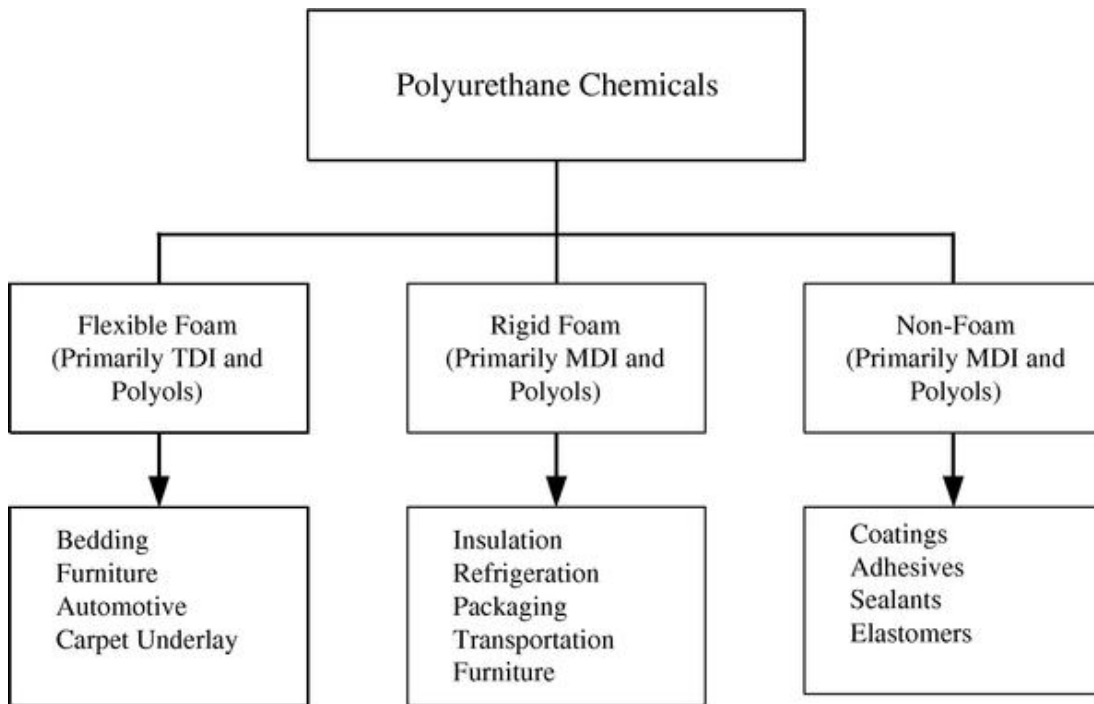 Polyurethane Chemicals
Flexible Foam
(Primarily TDI and
Polyols)
Rigid Foam
(Primarily MDI and
Polyols)
Non-Foam
(Primarily MDI and
Polyols)
Bedding
Furniture
Automotive
Carpet Underlay
Insulation
Refrigeration
Packaging
Transportation
Furniture
Coatings
Adhesives
Sealants
Elastomers